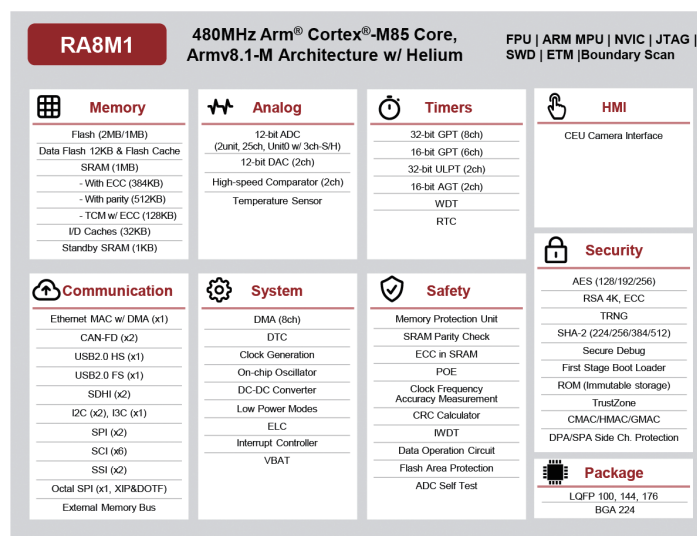 RA8M1
480MHz Arm® Cortex®-M85 Core,
Armv8.1-M Architecture w/ Helium
FPU | ARM MPU | NVIC | JTAG |
SWD | ETM |Boundary Scan
Memory
Flash (2MB/1MB)
Data Flash 12KB & Flash Cache
SRAM (1MB)
- With ECC (384KB)
- With parity (512KB)
- TCM w/ ECC (128KB)
I/D Caches (32KB)
Standby SRAM (1KB)
Analog
12-bit ADC
(2unit, 25ch, Unit0 w/ 3ch-S/H)
12-bit DAC (2ch)
High-speed Comparator (2ch)
Temperature Sensor
Timers
32-bit GPT (8ch)
16-bit GPT (6ch)
32-bit ULPT (2ch)
16-bit AGT (2ch)
WDT
RTC
HMI
CEU Camera Interface
Communication
Ethernet MAC w/ DMA (x1)
CAN-FD (x2)
USB2.0 HS (x1)
USB2.0 FS (x1)
SDHI (x2)
I2C (x2), I3C (x1)
SPI (x2)
SCI (x6)
SSI (x2)
Octal SPI (x1, XIP&DOTF)
External Memory Bus
System
DMA (8ch)
DTC
Clock Generation
On-chip Oscillator
DC-DC Converter
Low Power Modes
ELC
Interrupt Controller
VBAT
Safety
Memory Protection Unit
SRAM Parity Check
ECC in SRAM
POE
Clock Frequency
Accuracy Measurement
CRC Calculator
IWDT
Data Operation Circuit
Flash Area Protection
ADC Self Test
Security
AES (128/192/256)
RSA 4K, ECC
TRNG
SHA-2 (224/256/384/512)
Secure Debug
First Stage Boot Loader
ROM (Immutable storage)
TrustZone
CMAC/HMAC/GMAC
DPA/SPA Side Ch. Protection
Package
LQFP 100, 144, 176
BGA 224